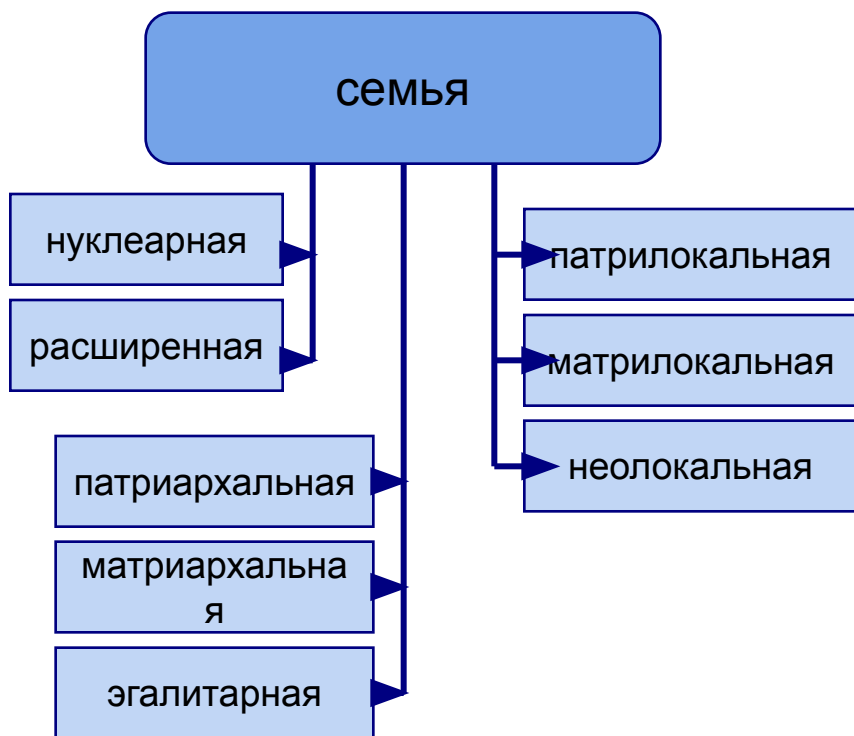 семья
нуклеарная
расширенная
патриархальная
матриархальна
я
эгалитарная
патрилокальная
матрилокальная
неолокальная